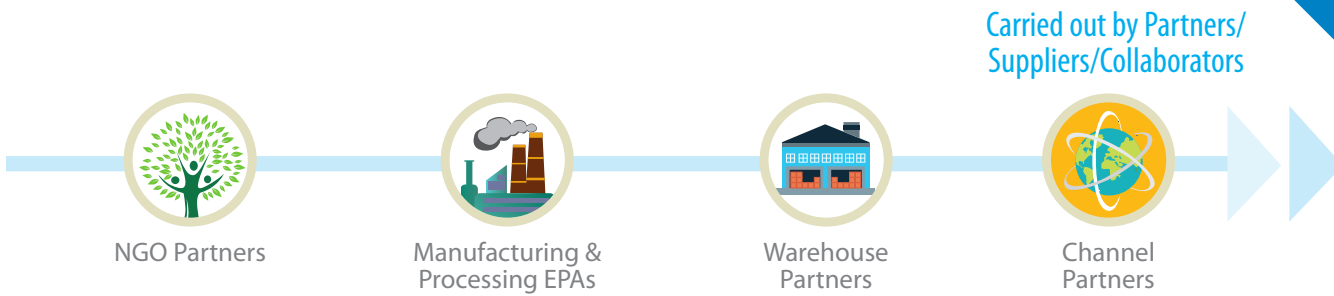 Carried out by Partners/
Suppliers/Collaborators
NGO Partners
Manufacturing &
Processing EPAs
Warehouse
Partners
Channel
Partners